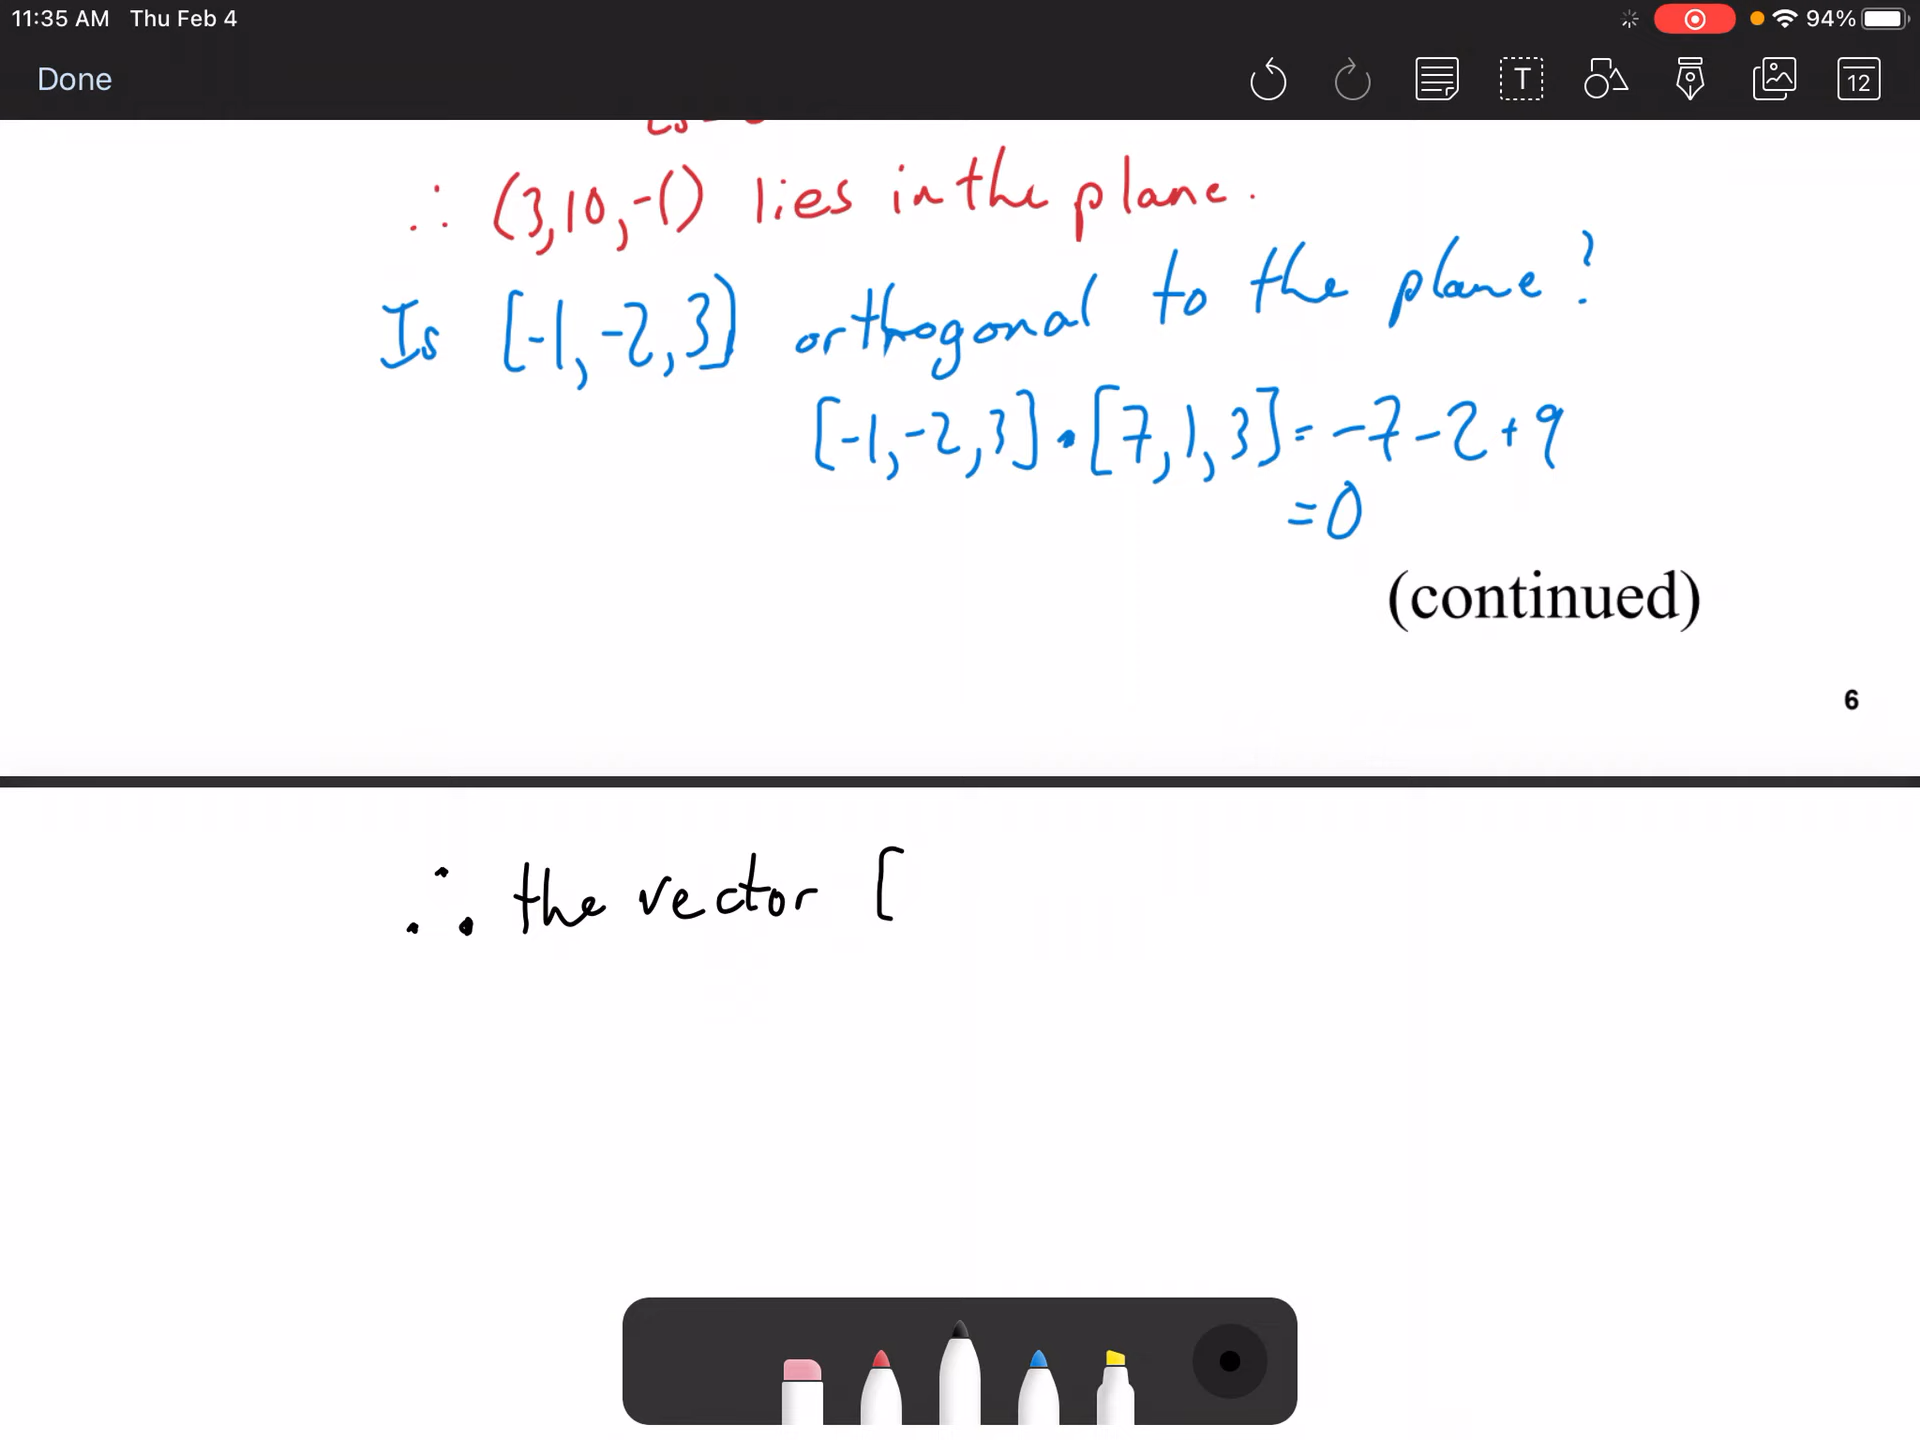 11:35 AM Thu Feb 4
94%
Done
T
12
∴ (3,10,-1) lies in the plane.
Is [-1,-2,3] orthogonal to the plane?
[-1,-2,3]•[7,1,3]= -7-2+9
=0
(continued)
6
∴ the vector [